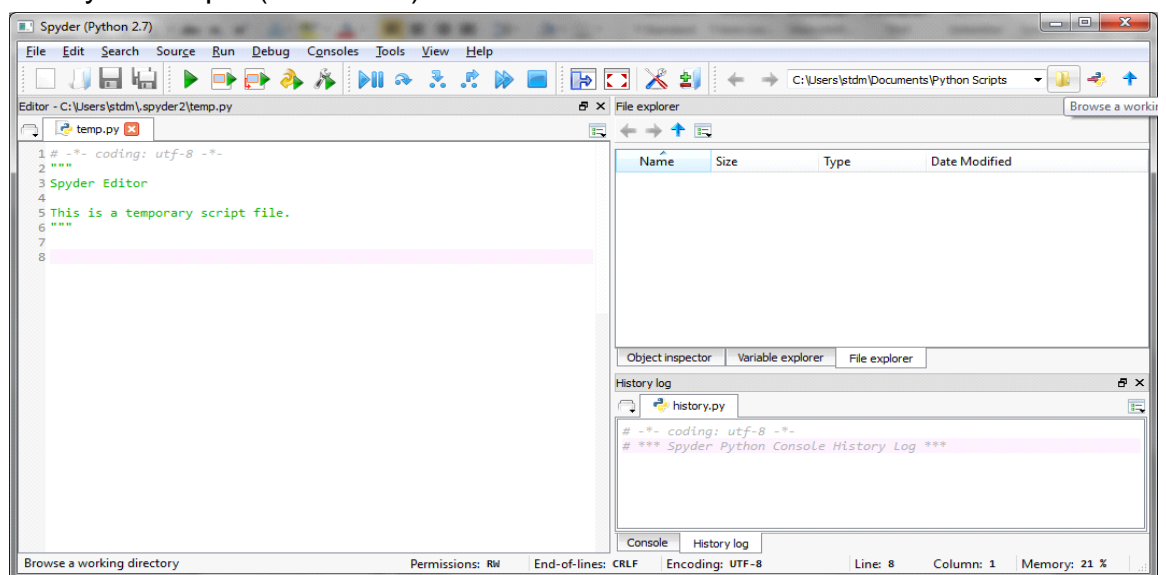 Spyder (Python 2.7)
File Edit Search Source Run Debug Consoles Tools View Help
C:\Users\stdm\Documents\Python Scripts
Editor - C:\Users\stdm\.spyder2\temp.py
File explorer
Browse a workin
temp.py
1 # -*- coding: utf-8 -*-
2 """
3 Spyder Editor
4
5 This is a temporary script file.
6 """
7
8
Name Size Type Date Modified
Object inspector Variable explorer File explorer
History log
history.py
# -*- coding: utf-8 -*-
# *** Spyder Python Console History Log ***
Console History log
Browse a working directory Permissions: RW End-of-lines: CRLF Encoding: UTF-8 Line: 8 Column: 1 Memory: 21 %